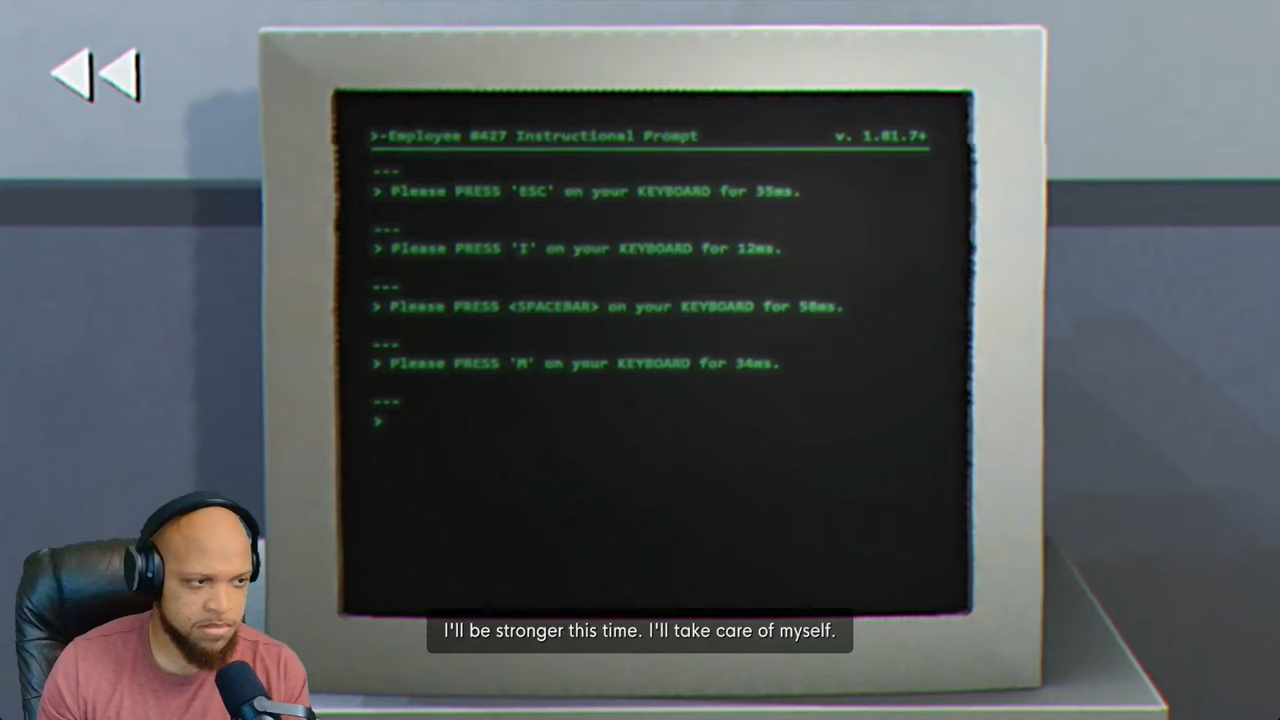 >-Employee #427 Instructional Prompt v. 1.81.7+
---
> Please PRESS 'ESC' on your KEYBOARD for 35ms.
---
> Please PRESS 'I' on your KEYBOARD for 12ms.
---
> Please PRESS <SPACEBAR> on your KEYBOARD for 50ms.
---
> Please PRESS 'M' on your KEYBOARD for 34ms.
---
>
I'll be stronger this time. I'll take care of myself.